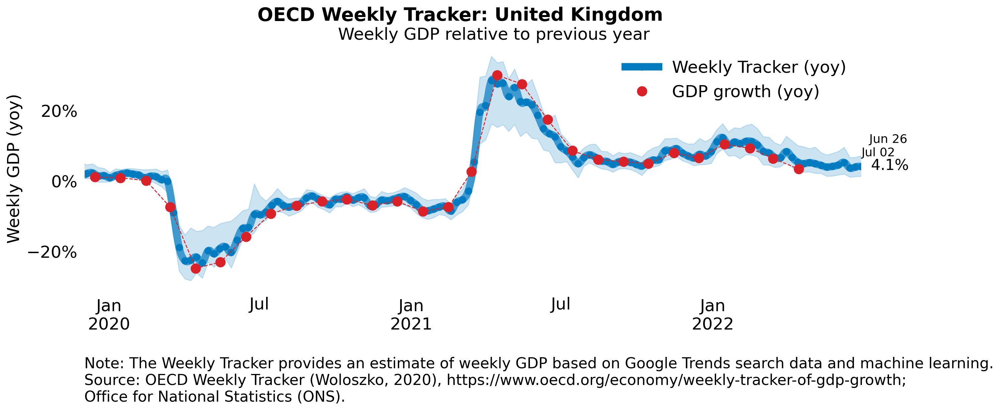 OECD Weekly Tracker: United Kingdom
Weekly GDP relative to previous year
Weekly Tracker (yoy)
GDP growth (yoy)
Weekly GDP (yoy)
20%
0%
−20%
Jun 26
Jul 02
4.1%
Jan
2020
Jul
Jan
2021
Jul
Jan
2022
Note: The Weekly Tracker provides an estimate of weekly GDP based on Google Trends search data and machine learning.
Source: OECD Weekly Tracker (Woloszko, 2020), https://www.oecd.org/economy/weekly-tracker-of-gdp-growth;
Office for National Statistics (ONS).